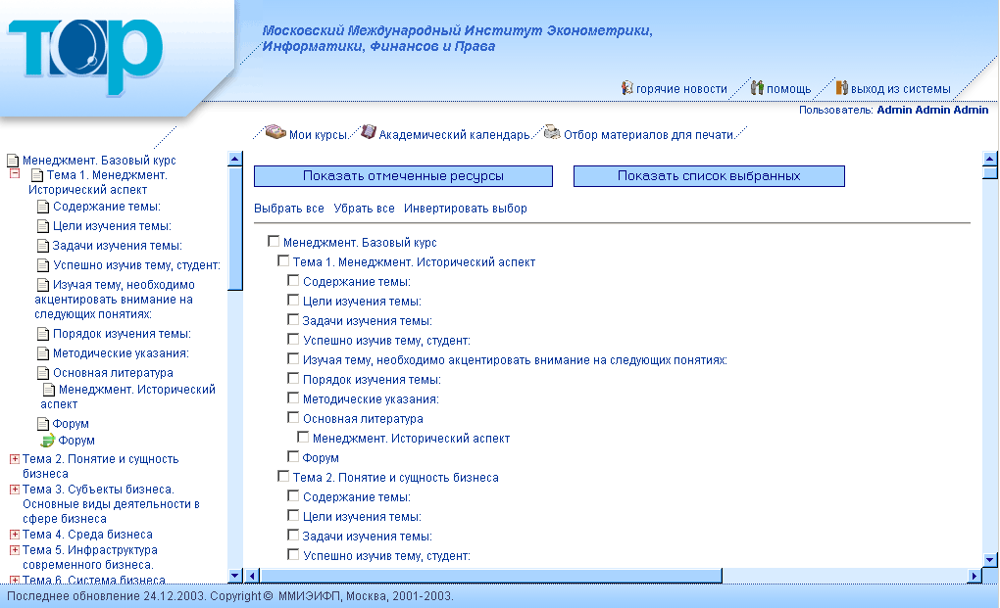 TOP
Московский Международный Институт Эконометрики,
Информатики, Финансов и Права
горячие новости
помощь
выход из системы
Пользователь: Admin Admin Admin
Мои курсы.
Академический календарь.
Отбор материалов для печати.
Менеджмент. Базовый курс
Тема 1. Менеджмент.
Исторический аспект
Содержание темы:
Цели изучения темы:
Задачи изучения темы:
Успешно изучив тему, студент:
Изучая тему, необходимо
акцентировать внимание на
следующих понятиях:
Порядок изучения темы:
Методические указания:
Основная литература
Менеджмент. Исторический
аспект
Форум
Форум
Тема 2. Понятие и сущность
бизнеса
Тема 3. Субъекты бизнеса.
Основные виды деятельности в
сфере бизнеса
Тема 4. Среда бизнеса
Тема 5. Инфраструктура
современного бизнеса.
Тема 6. Система бизнеса
Показать отмеченные ресурсы
Показать список выбранных
Выбрать все Убрать все Инвертировать выбор
Менеджмент. Базовый курс
Тема 1. Менеджмент. Исторический аспект
Содержание темы:
Цели изучения темы:
Задачи изучения темы:
Успешно изучив тему, студент:
Изучая тему, необходимо акцентировать внимание на следующих понятиях:
Порядок изучения темы:
Методические указания:
Основная литература
Менеджмент. Исторический аспект
Форум
Тема 2. Понятие и сущность бизнеса
Содержание темы:
Цели изучения темы:
Задачи изучения темы:
Успешно изучив тему, студент:
Последнее обновление 24.12.2003. Copyright © ММИЭИФП, Москва, 2001-2003.